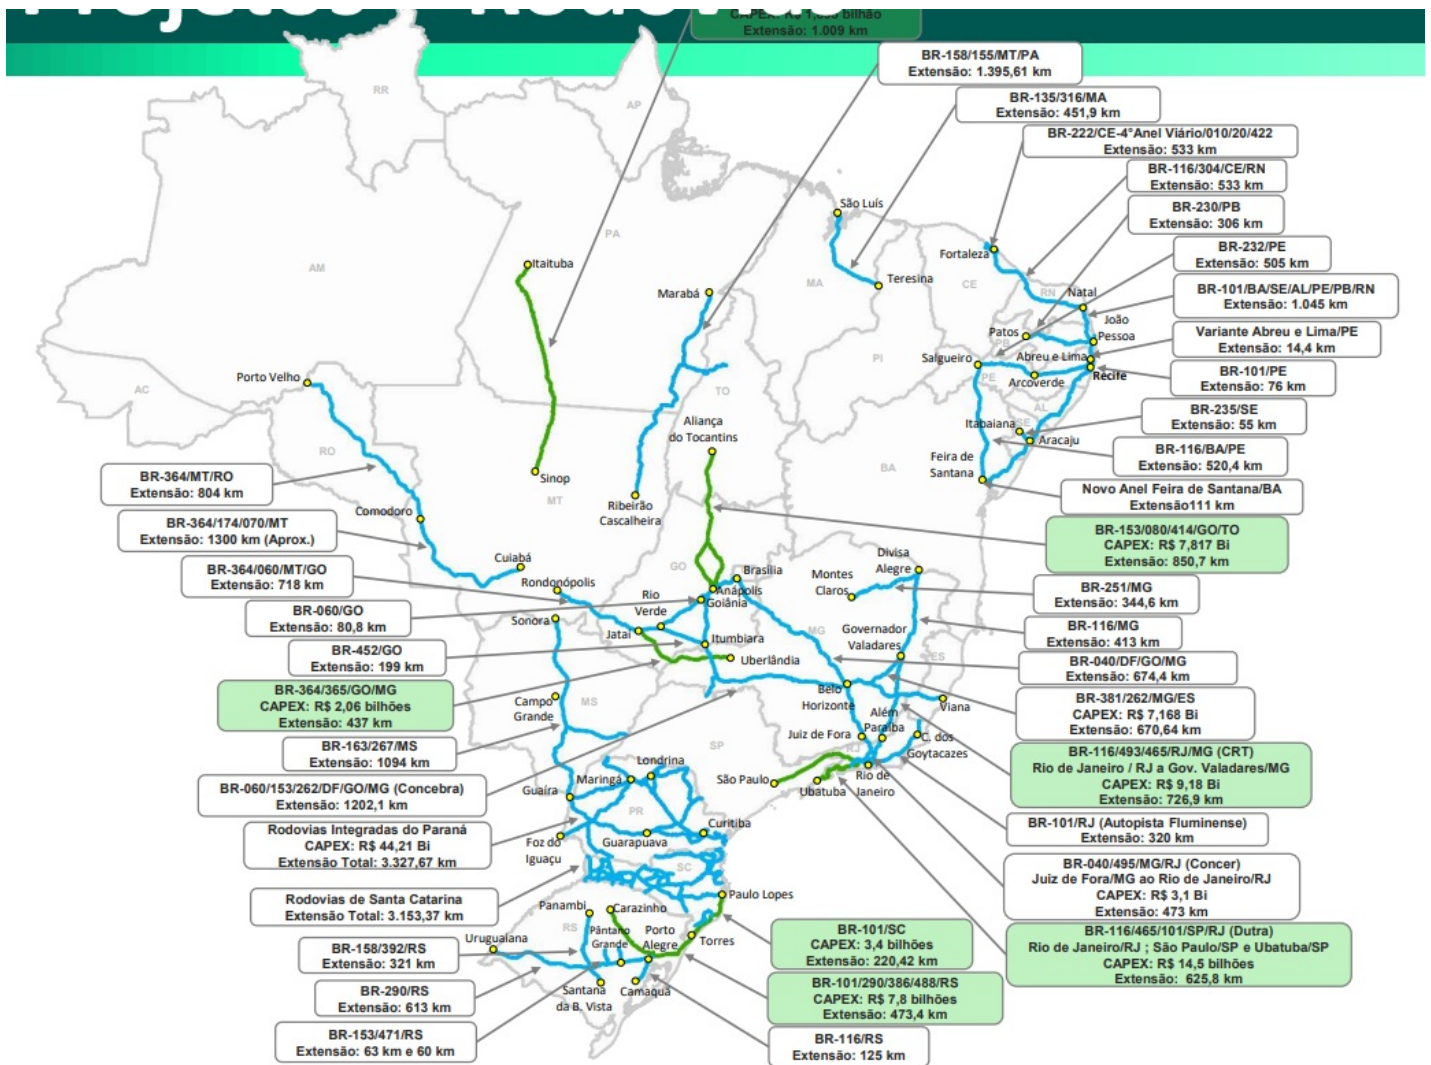 Projetos / Rodovias
CAPEX: R$ 1,893 bilhão
Extensão: 1.009 km
BR-158/155/MT/PA
Extensão: 1.395,61 km
BR-135/316/MA
Extensão: 451,9 km
BR-222/CE-4°Anel Viário/010/20/422
Extensão: 533 km
BR-116/304/CE/RN
Extensão: 533 km
BR-230/PB
Extensão: 306 km
BR-232/PE
Extensão: 505 km
BR-101/BA/SE/AL/PE/PB/RN
Extensão: 1.045 km
Variante Abreu e Lima/PE
Extensão: 14,4 km
BR-101/PE
Extensão: 76 km
BR-235/SE
Extensão: 55 km
BR-116/BA/PE
Extensão: 520,4 km
Novo Anel Feira de Santana/BA
Extensão111 km
BR-153/080/414/GO/TO
CAPEX: R$ 7,817 Bi
Extensão: 850,7 km
BR-251/MG
Extensão: 344,6 km
BR-116/MG
Extensão: 413 km
BR-040/DF/GO/MG
Extensão: 674,4 km
BR-381/262/MG/ES
CAPEX: R$ 7,168 Bi
Extensão: 670,64 km
BR-116/493/465/RJ/MG (CRT)
Rio de Janeiro / RJ a Gov. Valadares/MG
CAPEX: R$ 9,18 Bi
Extensão: 726,9 km
BR-101/RJ (Autopista Fluminense)
Extensão: 320 km
BR-040/495/MG/RJ (Concer)
Juiz de Fora/MG ao Rio de Janeiro/RJ
CAPEX: R$ 3,1 Bi
Extensão: 473 km
BR-116/465/101/SP/RJ (Dutra)
Rio de Janeiro/RJ ; São Paulo/SP e Ubatuba/SP
CAPEX: R$ 14,5 bilhões
Extensão: 625,8 km
BR-101/SC
CAPEX: 3,4 bilhões
Extensão: 220,42 km
BR-101/290/386/488/RS
CAPEX: R$ 7,8 bilhões
Extensão: 473,4 km
BR-116/RS
Extensão: 125 km
BR-364/MT/RO
Extensão: 804 km
BR-364/174/070/MT
Extensão: 1300 km (Aprox.)
BR-364/060/MT/GO
Extensão: 718 km
BR-060/GO
Extensão: 80,8 km
BR-452/GO
Extensão: 199 km
BR-364/365/GO/MG
CAPEX: R$ 2,06 bilhões
Extensão: 437 km
BR-163/267/MS
Extensão: 1094 km
BR-060/153/262/DF/GO/MG (Concebra)
Extensão: 1202,1 km
Rodovias Integradas do Paraná
CAPEX: R$ 44,21 Bi
Extensão Total: 3.327,67 km
Rodovias de Santa Catarina
Extensão Total: 3.153,37 km
BR-158/392/RS
Extensão: 321 km
BR-290/RS
Extensão: 613 km
BR-153/471/RS
Extensão: 63 km e 60 km
RR
AP
AM
PA
MA
CE
RN
PB
PI
PE
AL
SE
AC
RO
TO
BA
MT
GO
MG
ES
MS
SP
RJ
PR
SC
RS
São Luís
Fortaleza
Itaituba
Teresina
Marabá
Natal
João
Pessoa
Patos
Salgueiro
Abreu e Lima
Arcoverde
Recife
Porto Velho
Aliança
do Tocantins
Itabaiana
Aracaju
Feira de
Santana
Sinop
Ribeirão
Cascalheira
Comodoro
Cuiabá
Rondonópolis
Brasília
Anápolis
Goiânia
Divisa
Alegre
Montes
Claros
Rio
Verde
Sonora
Jataí
Itumbiara
Governador
Valadares
Uberlândia
Campo
Grande
Belo
Horizonte
Além
Paraíba
Viana
Juiz de Fora
C. dos
Goytacazes
Londrina
Maringá
São Paulo
Ubatuba
Rio de
Janeiro
Guaíra
Curitiba
Guarapuava
Foz do
Iguaçu
Paulo Lopes
Panambi
Carazinho
Pântano
Grande
Porto
Alegre
Torres
Uruguaiana
Santana
da B. Vista
Camaquã